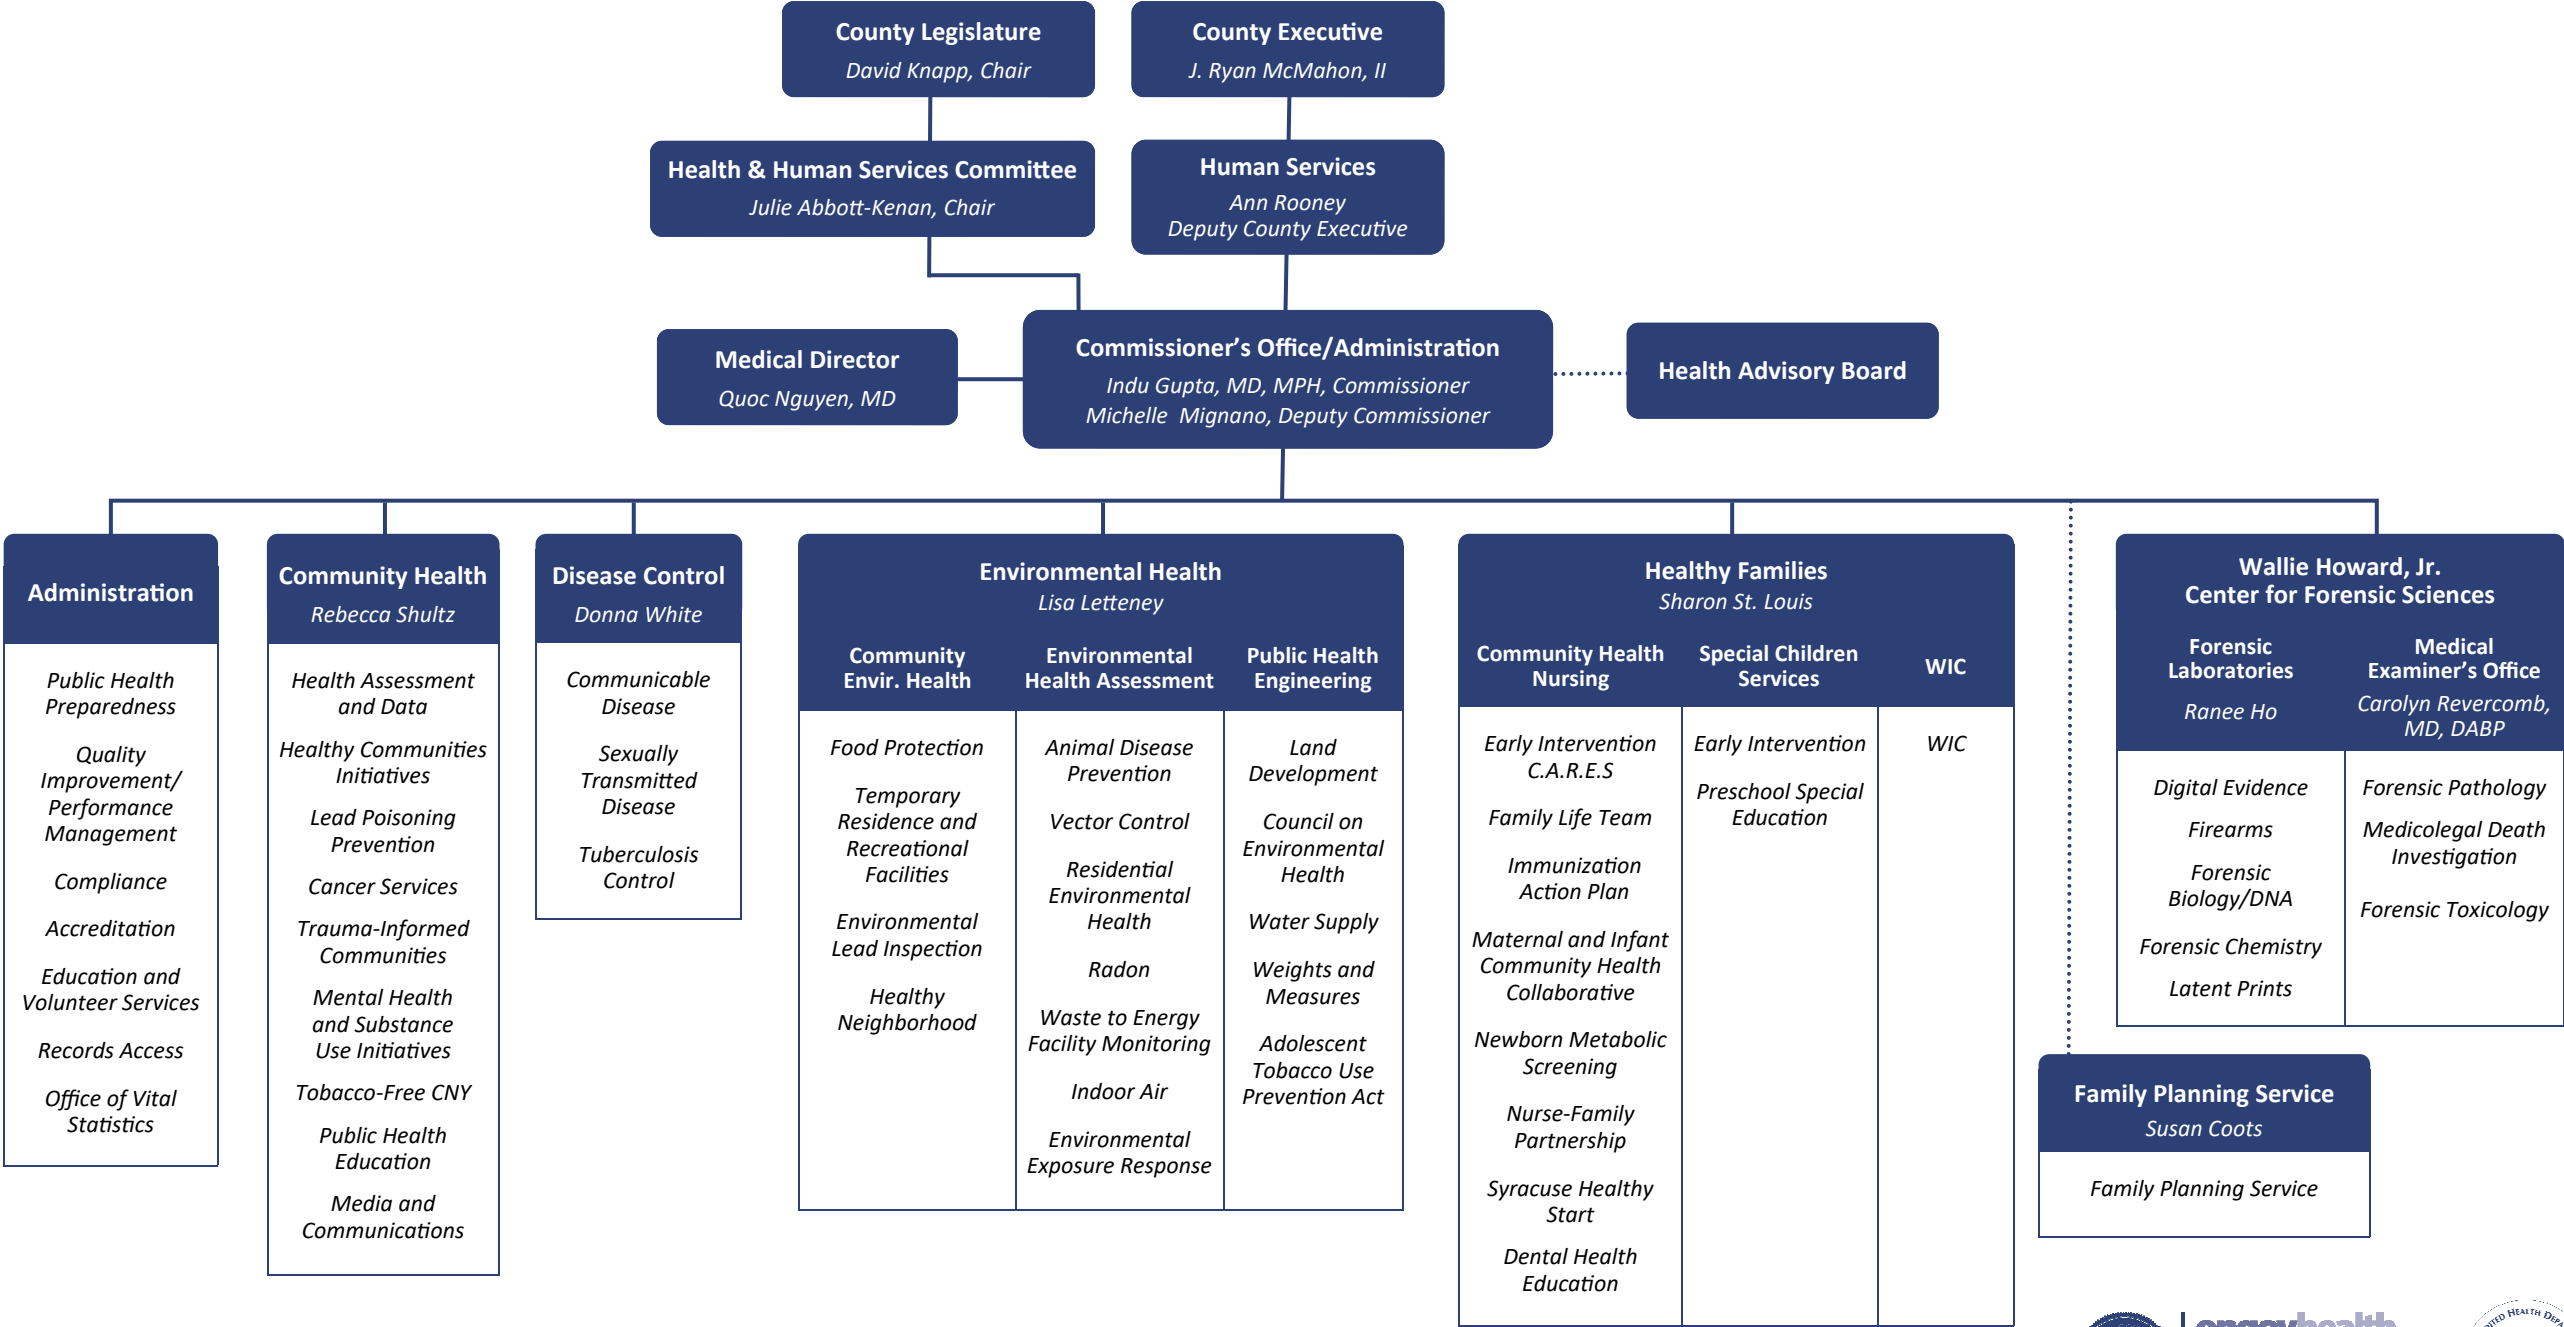 County Legislature
David Knapp, Chair
County Executive
J. Ryan McMahon, II
Health & Human Services Committee
Julie Abbott-Kenan, Chair
Human Services
Ann Rooney
Deputy County Executive
Medical Director
Quoc Nguyen, MD
Commissioner's Office/Administration
Indu Gupta, MD, MPH, Commissioner
Michelle  Mignano, Deputy Commissioner
Health Advisory Board
Administration
Public Health
Preparedness
Quality
Improvement/
Performance
Management
Compliance
Accreditation
Education and
Volunteer Services
Records Access
Office of Vital
Statistics
Community Health
Rebecca Shultz
Health Assessment
and Data
Healthy Communities
Initiatives
Lead Poisoning
Prevention
Cancer Services
Trauma-Informed
Communities
Mental Health
and Substance
Use Initiatives
Tobacco-Free CNY
Public Health
Education
Media and
Communications
Disease Control
Donna White
Communicable
Disease
Sexually
Transmitted
Disease
Tuberculosis
Control
Environmental Health
Lisa Letteney
Community
Envir. Health
Food Protection
Temporary
Residence and
Recreational
Facilities
Environmental
Lead Inspection
Healthy
Neighborhood
Environmental
Health Assessment
Animal Disease
Prevention
Vector Control
Residential
Environmental
Health
Radon
Waste to Energy
Facility Monitoring
Indoor Air
Environmental
Exposure Response
Public Health
Engineering
Land
Development
Council on
Environmental
Health
Water Supply
Weights and
Measures
Adolescent
Tobacco Use
Prevention Act
Healthy Families
Sharon St. Louis
Community Health
Nursing
Early Intervention
C.A.R.E.S
Family Life Team
Immunization
Action Plan
Maternal and Infant
Community Health
Collaborative
Newborn Metabolic
Screening
Nurse-Family
Partnership
Syracuse Healthy
Start
Dental Health
Education
Special Children
Services
Early Intervention
Preschool Special
Education
WIC
WIC
Wallie Howard, Jr.
Center for Forensic Sciences
Forensic
Laboratories
Ranee Ho
Digital Evidence
Firearms
Forensic
Biology/DNA
Forensic Chemistry
Latent Prints
Medical
Examiner's Office
Carolyn Revercomb,
MD, DABP
Forensic Pathology
Medicolegal Death
Investigation
Forensic Toxicology
Family Planning Service
Susan Coots
Family Planning Service
HEALTH